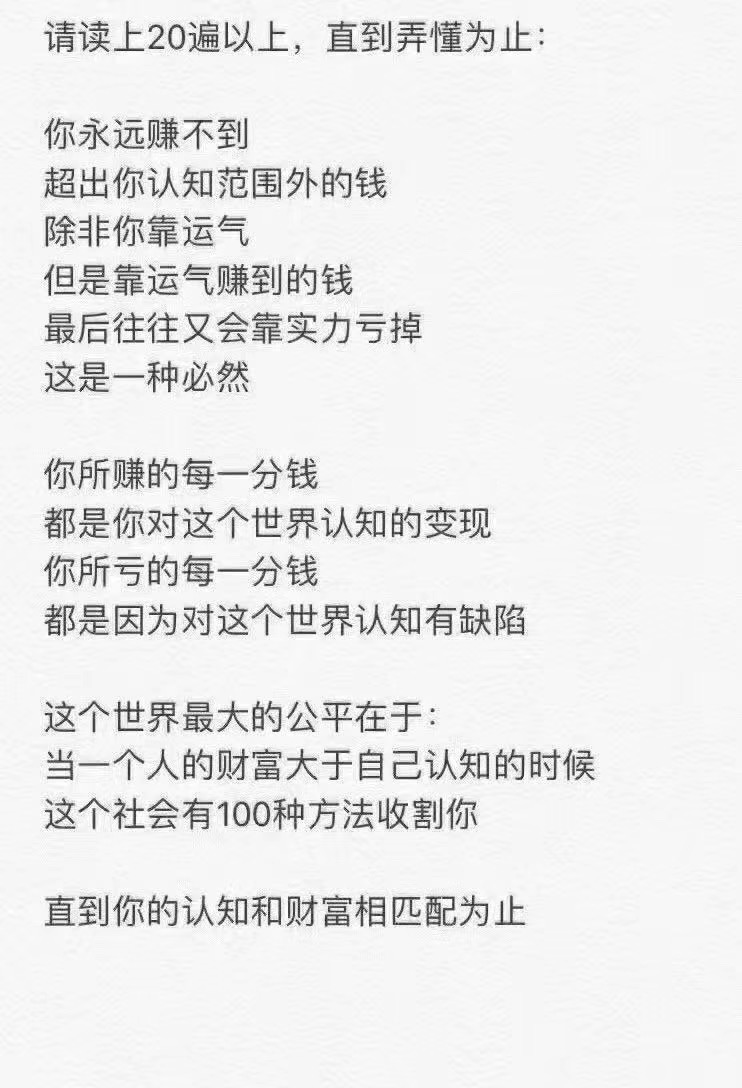 请读上20遍以上，直到弄懂为止：
你永远赚不到
超出你认知范围外的钱
除非你靠运气
但是靠运气赚到的钱
最后往往又会靠实力亏掉
这是一种必然
你所赚的每一分钱
都是你对这个世界认知的变现
你所亏的每一分钱
都是因为对这个世界认知有缺陷
这个世界最大的公平在于：
当一个人的财富大于自己认知的时候
这个社会有100种方法收割你
直到你的认知和财富相匹配为止